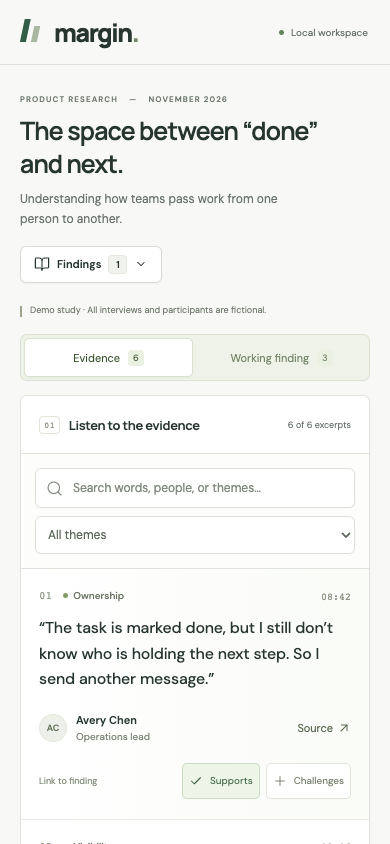 margin.
Local workspace
PRODUCT RESEARCH — NOVEMBER 2026
The space between “done”
and next.
Understanding how teams pass work from one
person to another.
Findings 1
Demo study · All interviews and participants are fictional.
Evidence 6
Working finding 3
01 Listen to the evidence
6 of 6 excerpts
Search words, people, or themes…
All themes
01 Ownership
08:42
“The task is marked done, but I still don’t
know who is holding the next step. So I
send another message.”
AC
Avery Chen
Operations lead
Source
Link to finding
Supports
Challenges